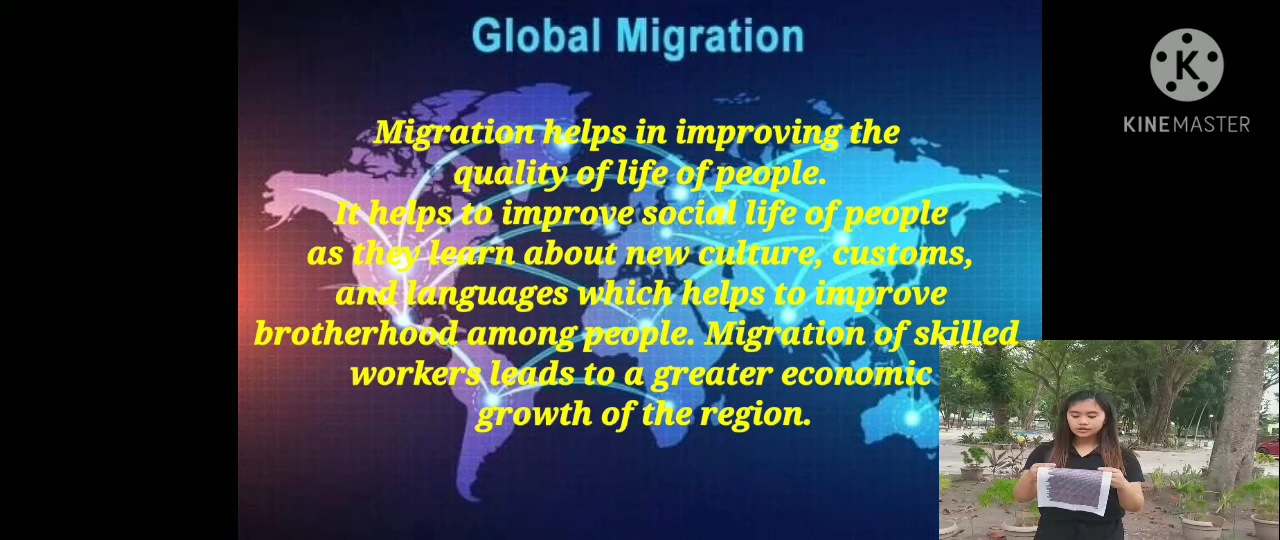 Global Migration
Migration helps in improving the
quality of life of people.
It helps to improve social life of people
as they learn about new culture, customs,
and languages which helps to improve
brotherhood among people. Migration of skilled
workers leads to a greater economic
growth of the region.
K
KINEMASTER